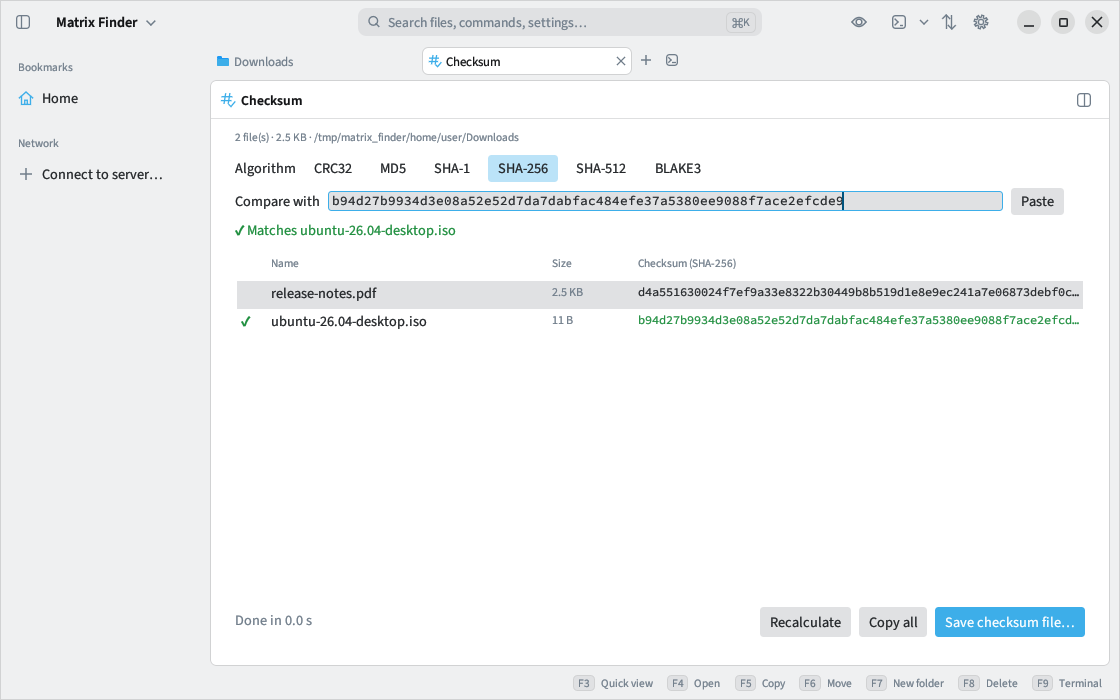 Matrix Finder
Search files, commands, settings… ⌘K
Bookmarks
Home
Network
Connect to server…
Downloads
Checksum
Checksum
2 file(s) · 2.5 KB · /tmp/matrix_finder/home/user/Downloads
Algorithm CRC32 MD5 SHA-1 SHA-256 SHA-512 BLAKE3
Compare with b94d27b9934d3e08a52e52d7da7dabfac484efe37a5380ee9088f7ace2efcde9 Paste
✓ Matches ubuntu-26.04-desktop.iso
Name Size Checksum (SHA-256)
release-notes.pdf 2.5 KB d4a551630024f7ef9a33e8322b30449b8b519d1e8e9ec241a7e06873debf0c…
✓ ubuntu-26.04-desktop.iso 11 B b94d27b9934d3e08a52e52d7da7dabfac484efe37a5380ee9088f7ace2efcd…
Done in 0.0 s
Recalculate Copy all Save checksum file…
F3 Quick view F4 Open F5 Copy F6 Move F7 New folder F8 Delete F9 Terminal